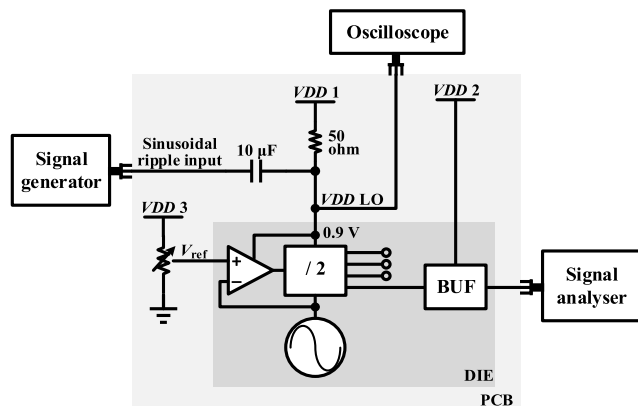 Oscilloscope
VDD 1
VDD 2
50
ohm
Sinusoidal
ripple input
10 µF
Signal
generator
VDD LO
VDD 3
0.9 V
Vref
+
−
/ 2
BUF
Signal
analyser
DIE
PCB